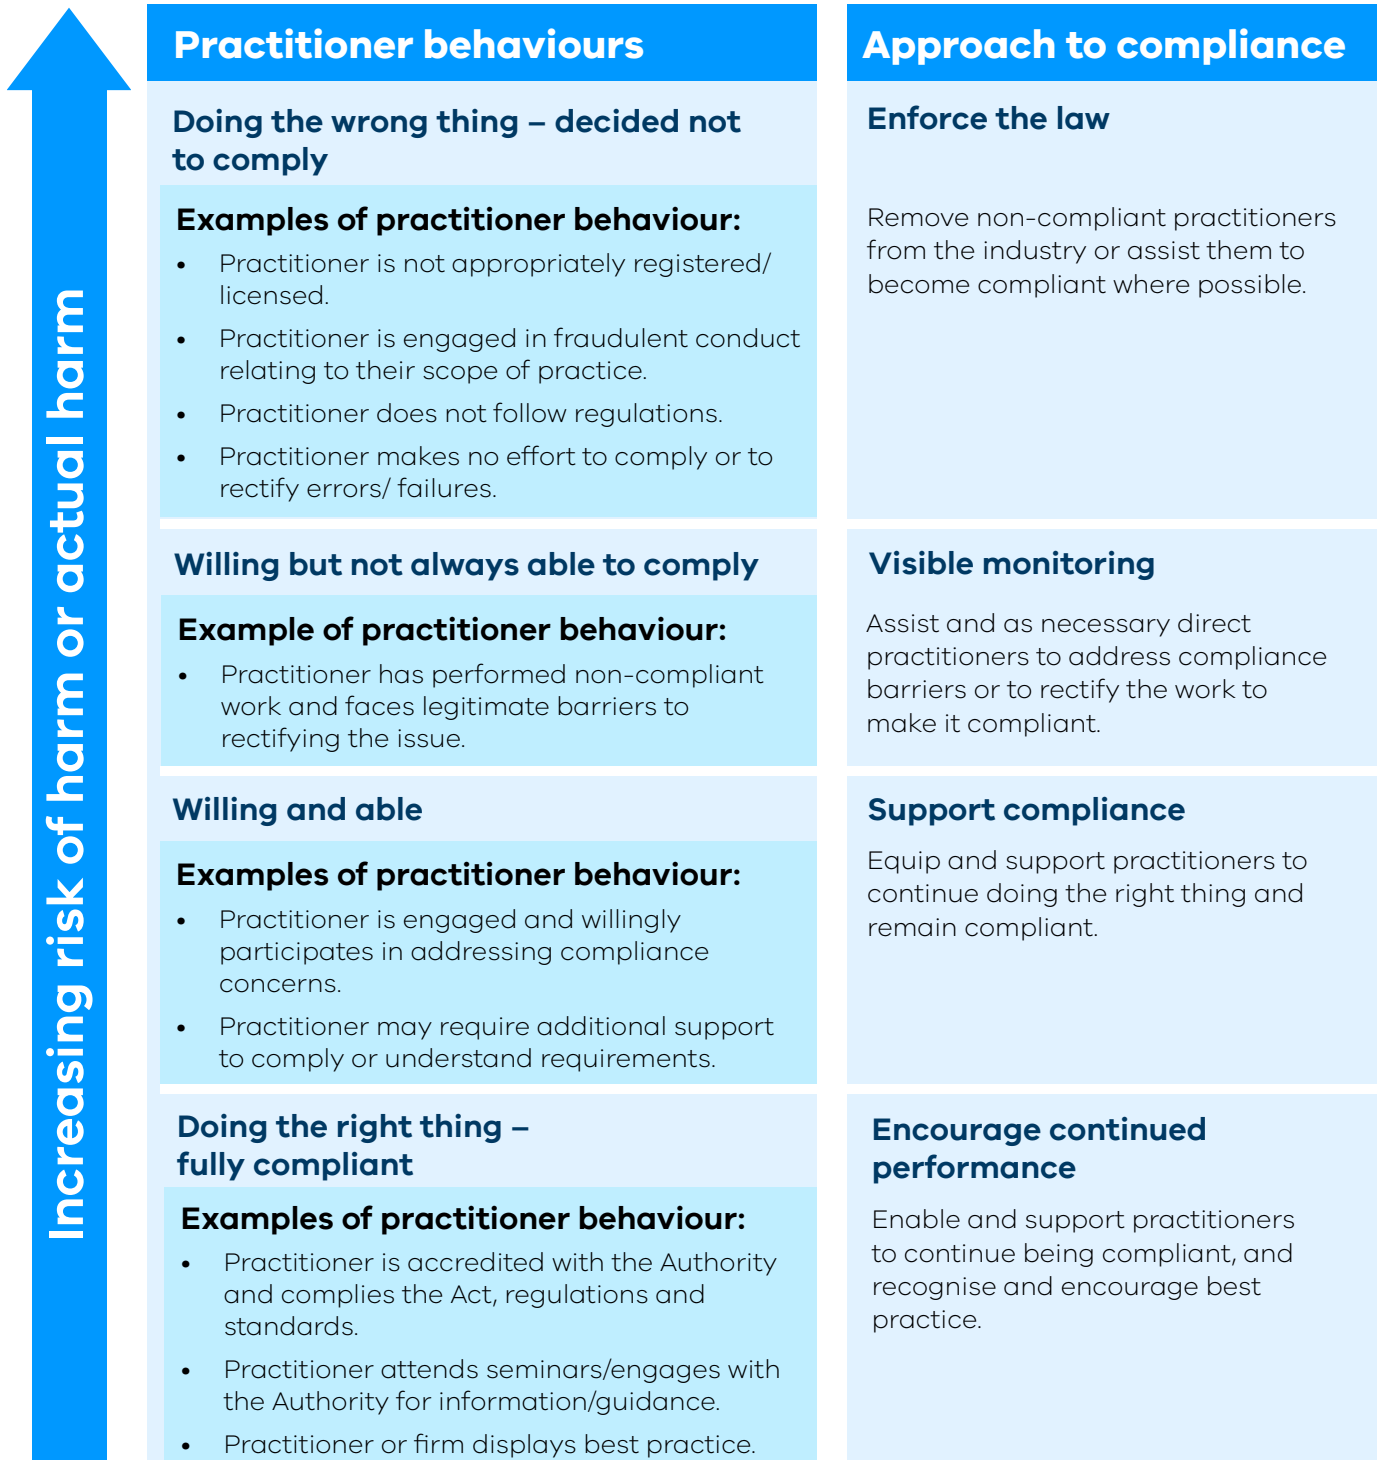 Increasing risk of harm or actual harm
Practitioner behaviours
Doing the wrong thing – decided not
to comply
Examples of practitioner behaviour:
• Practitioner is not appropriately registered/
licensed.
• Practitioner is engaged in fraudulent conduct
relating to their scope of practice.
• Practitioner does not follow regulations.
• Practitioner makes no effort to comply or to
rectify errors/ failures.
Approach to compliance
Enforce the law
Remove non-compliant practitioners
from the industry or assist them to
become compliant where possible.
Willing but not always able to comply
Example of practitioner behaviour:
• Practitioner has performed non-compliant
work and faces legitimate barriers to
rectifying the issue.
Visible monitoring
Assist and as necessary direct
practitioners to address compliance
barriers or to rectify the work to
make it compliant.
Willing and able
Examples of practitioner behaviour:
• Practitioner is engaged and willingly
participates in addressing compliance
concerns.
• Practitioner may require additional support
to comply or understand requirements.
Support compliance
Equip and support practitioners to
continue doing the right thing and
remain compliant.
Doing the right thing –
fully compliant
Examples of practitioner behaviour:
• Practitioner is accredited with the Authority
and complies the Act, regulations and
standards.
• Practitioner attends seminars/engages with
the Authority for information/guidance.
• Practitioner or firm displays best practice.
Encourage continued
performance
Enable and support practitioners
to continue being compliant, and
recognise and encourage best
practice.